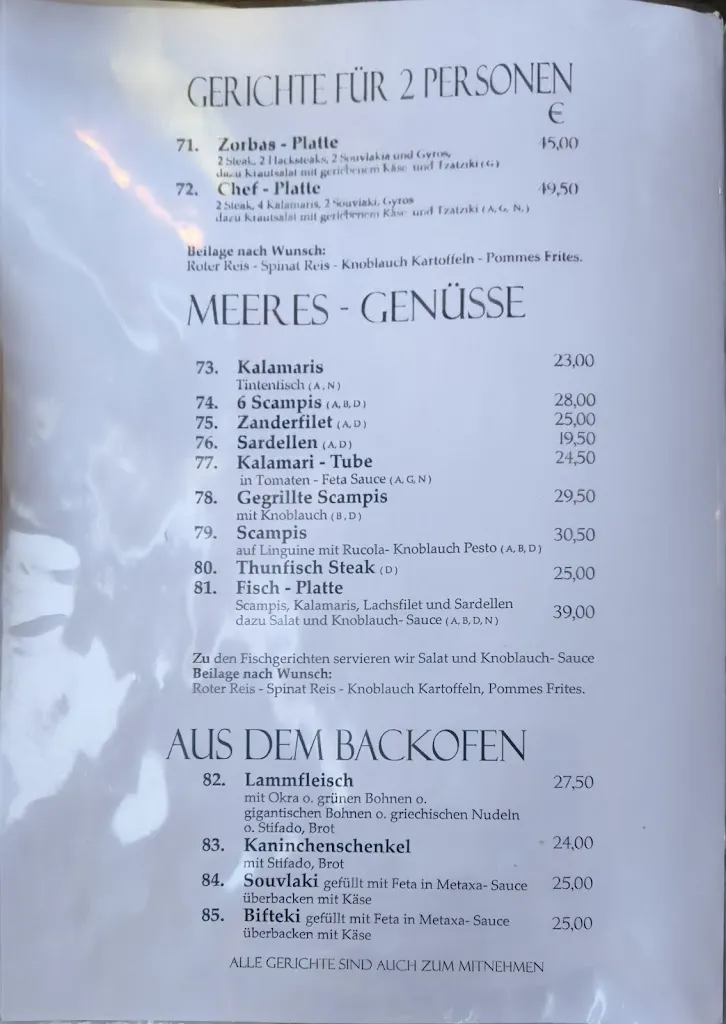 GERICHTE FÜR 2 PERSONEN
€
71. Zorbas - Platte 45,00
2 Steak, 2 Hacksteaks, 2 Souvlakia und Gyros,
dazu Krautsalat mit geriebenem Käse und Tzatziki (G)
72. Chef - Platte 49,50
2 Steak, 4 Kalamaris, 2 Souvlaki, Gyros
dazu Krautsalat mit geriebenem Käse und Tzatziki (A, G, N,)
Beilage nach Wunsch:
Roter Reis - Spinat Reis - Knoblauch Kartoffeln - Pommes Frites.
MEERES - GENÜSSE
73. Kalamaris 23,00
Tintenfisch (A, N)
74. 6 Scampis (A, B, D) 28,00
75. Zanderfilet (A, D) 25,00
76. Sardellen (A, D) 19,50
77. Kalamari - Tube 24,50
in Tomaten - Feta Sauce (A, G, N)
78. Gegrillte Scampis 29,50
mit Knoblauch (B, D)
79. Scampis 30,50
auf Linguine mit Rucola- Knoblauch Pesto (A, B, D)
80. Thunfisch Steak (D) 25,00
81. Fisch - Platte
Scampis, Kalamaris, Lachsfilet und Sardellen 39,00
dazu Salat und Knoblauch- Sauce (A, B, D, N)
Zu den Fischgerichten servieren wir Salat und Knoblauch- Sauce
Beilage nach Wunsch:
Roter Reis - Spinat Reis - Knoblauch Kartoffeln, Pommes Frites.
AUS DEM BACKOFEN
82. Lammfleisch 27,50
mit Okra o. grünen Bohnen o.
gigantischen Bohnen o. griechischen Nudeln
o. Stifado, Brot
83. Kaninchenschenkel 24,00
mit Stifado, Brot
84. Souvlaki gefüllt mit Feta in Metaxa- Sauce 25,00
überbacken mit Käse
85. Bifteki gefüllt mit Feta in Metaxa- Sauce 25,00
überbacken mit Käse
ALLE GERICHTE SIND AUCH ZUM MITNEHMEN